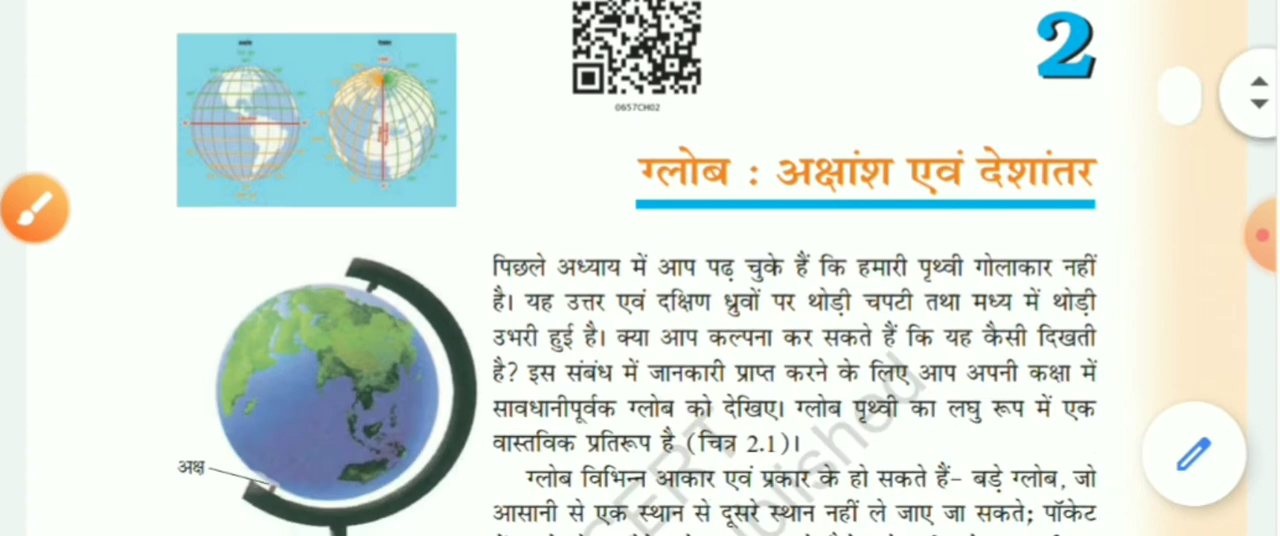 0657CH02
2
ग्लोब : अक्षांश एवं देशांतर
पिछले अध्याय में आप पढ़ चुके हैं कि हमारी पृथ्वी गोलाकार नहीं
है। यह उत्तर एवं दक्षिण ध्रुवों पर थोड़ी चपटी तथा मध्य में थोड़ी
उभरी हुई है। क्या आप कल्पना कर सकते हैं कि यह कैसी दिखती
है? इस संबंध में जानकारी प्राप्त करने के लिए आप अपनी कक्षा में
सावधानीपूर्वक ग्लोब को देखिए। ग्लोब पृथ्वी का लघु रूप में एक
वास्तविक प्रतिरूप है (चित्र 2.1)।
अक्ष
ग्लोब विभिन्न आकार एवं प्रकार के हो सकते हैं– बड़े ग्लोब, जो
आसानी से एक स्थान से दूसरे स्थान नहीं ले जाए जा सकते; पॉकेट